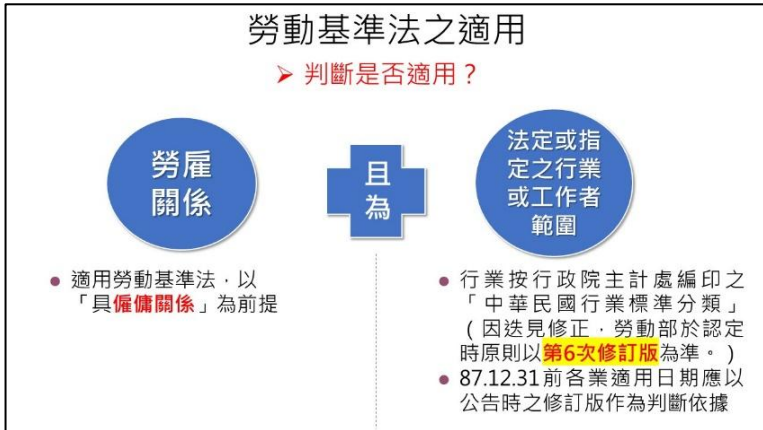 勞動基準法之適用
➢ 判斷是否適用？
勞雇
關係
且
為
法定或指
定之行業
或工作者
範圍
● 適用勞動基準法，以
「具僱傭關係」為前提
● 行業按行政院主計處編印之
「中華民國行業標準分類」
（因迭見修正，勞動部於認定
時原則以第6次修訂版為準。）
● 87.12.31前各業適用日期應以
公告時之修訂版作為判斷依據